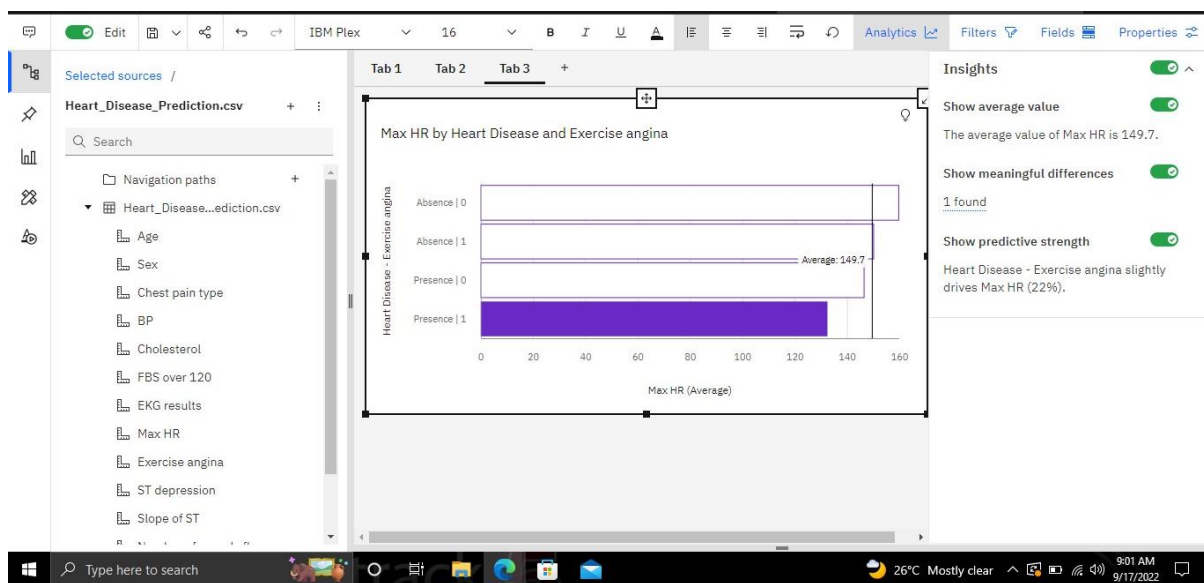 Edit
IBM Plex
16
B I U A
Analytics
Filters
Fields
Properties
Selected sources /
Heart_Disease_Prediction.csv
Search
Navigation paths
Heart_Disease...ediction.csv
Age
Sex
Chest pain type
BP
Cholesterol
FBS over 120
EKG results
Max HR
Exercise angina
ST depression
Slope of ST
Tab 1 Tab 2 Tab 3 +
Max HR by Heart Disease and Exercise angina
Heart Disease - Exercise angina
Absence | 0
Absence | 1
Average: 149.7
Presence | 0
Presence | 1
0 20 40 60 80 100 120 140 160
Max HR (Average)
Insights
Show average value
The average value of Max HR is 149.7.
Show meaningful differences
1 found
Show predictive strength
Heart Disease - Exercise angina slightly
drives Max HR (22%).
Type here to search
26°C Mostly clear
9:01 AM
9/17/2022